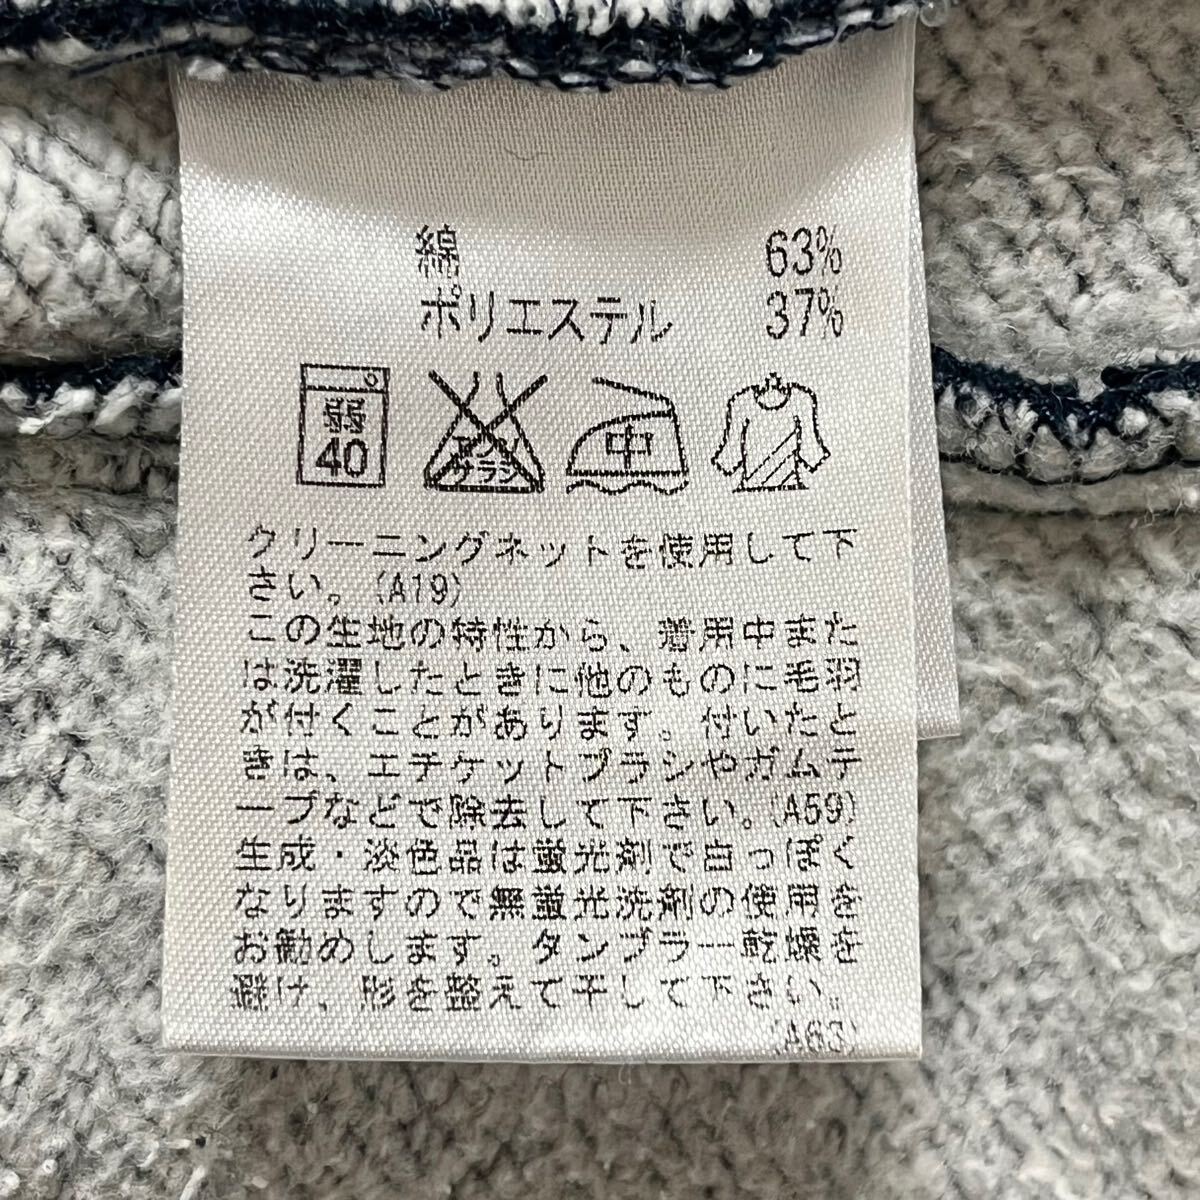 綿 63%
ポリエステル 37%
弱 40 エンソ サラシ 中
クリーニングネットを使用して下
さい。(A19)
この生地の特性から、着用中また
は洗濯したときに他のものに毛羽
が付くことがあります。付いたと
きは、エチケットブラシやガムテ
ープなどで除去して下さい。(A59)
生成・淡色品は蛍光剤で白っぽく
なりますので無蛍光洗剤の使用を
お勧めします。タンブラー乾燥を
避け、形を整えて干して下さい。
(A63)